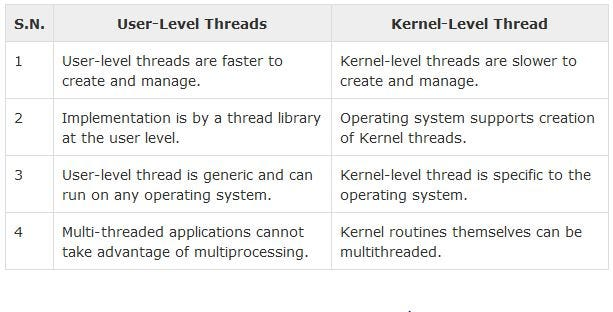 S.N. User-Level Threads Kernel-Level Thread
1 User-level threads are faster to Kernel-level threads are slower to
create and manage. create and manage.
2 Implementation is by a thread library Operating system supports creation
at the user level. of Kernel threads.
3 User-level thread is generic and can Kernel-level thread is specific to the
run on any operating system. operating system.
4 Multi-threaded applications cannot Kernel routines themselves can be
take advantage of multiprocessing. multithreaded.